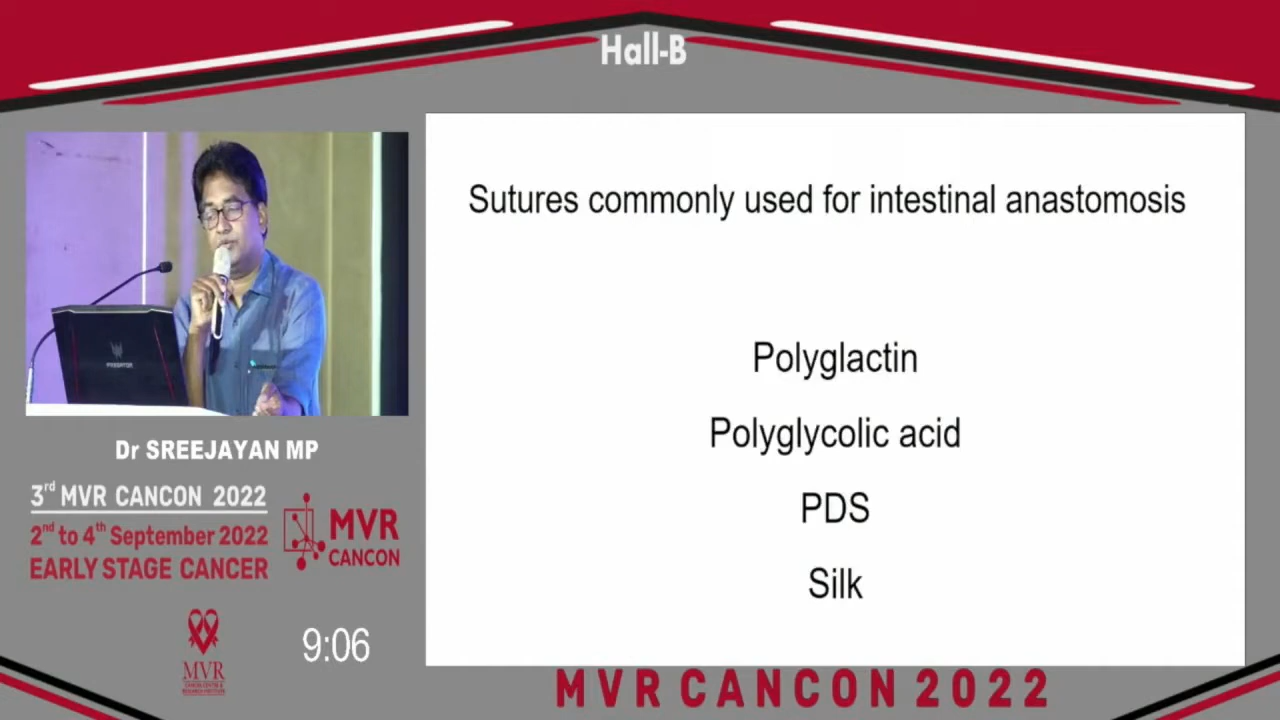 Hall-B
Sutures commonly used for intestinal anastomosis
Polyglactin
Polyglycolic acid
PDS
Silk
PREDATOR
Dr SREEJAYAN MP
3rd MVR CANCON 2022
2nd to 4th September 2022
EARLY STAGE CANCER
MVR
CANCON
MVR
9:06
MVR CANCON 2022